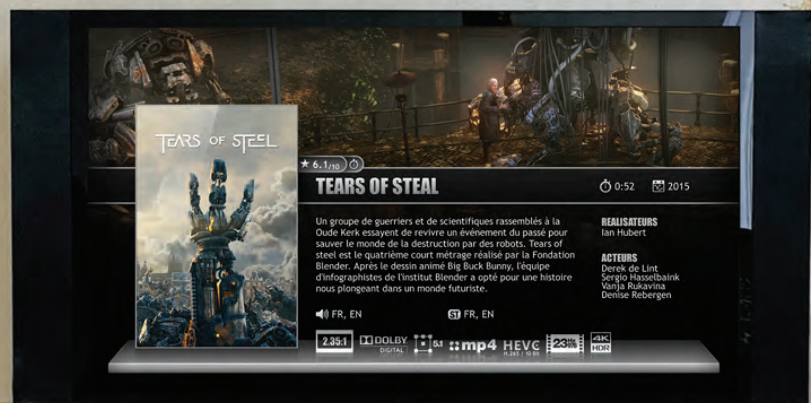 TEARS OF STEEL
★ 6.1/10
TEARS OF STEAL
0:52
2015
Un groupe de guerriers et de scientifiques rassemblés à la
Oude Kerk essayent de revivre un événement du passé pour
sauver le monde de la destruction par des robots. Tears of
steel est le quatrième court métrage réalisé par la Fondation
Blender. Après le dessin animé Big Buck Bunny, l'équipe
d'infographistes de l'institut Blender a opté pour une histoire
nous plongeant dans un monde futuriste.
REALISATEURS
Ian Hubert
ACTEURS
Derek de Lint
Sergio Hasselbaink
Vanja Rukavina
Denise Rebergen
FR, EN
ST FR, EN
2.35:1
DOLBY
DIGITAL
5.1
mp4
HEVC
H.265 / 10 Bit
4K
HDR